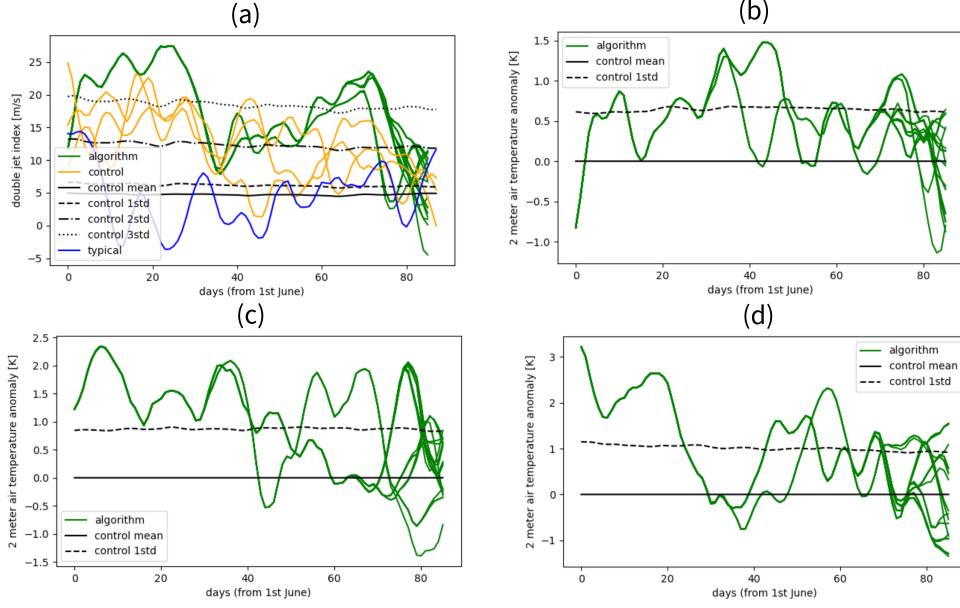 (a)
double jet index [m/s]
25
20
15
10
5
0
−5
algorithm
control
control mean
control 1std
control 2std
control 3std
typical
0
20
40
60
80
days (from 1st June)
(b)
2 meter air temperature anomaly [K]
1.5
1.0
0.5
0.0
−0.5
−1.0
algorithm
control mean
control 1std
0
20
40
60
80
days (from 1st June)
(c)
2 meter air temperature anomaly [K]
2.5
2.0
1.5
1.0
0.5
0.0
−0.5
−1.0
−1.5
algorithm
control mean
control 1std
0
20
40
60
80
days (from 1st June)
(d)
2 meter air temperature anomaly [K]
3
2
1
0
−1
algorithm
control mean
control 1std
0
20
40
60
80
days (from 1st June)